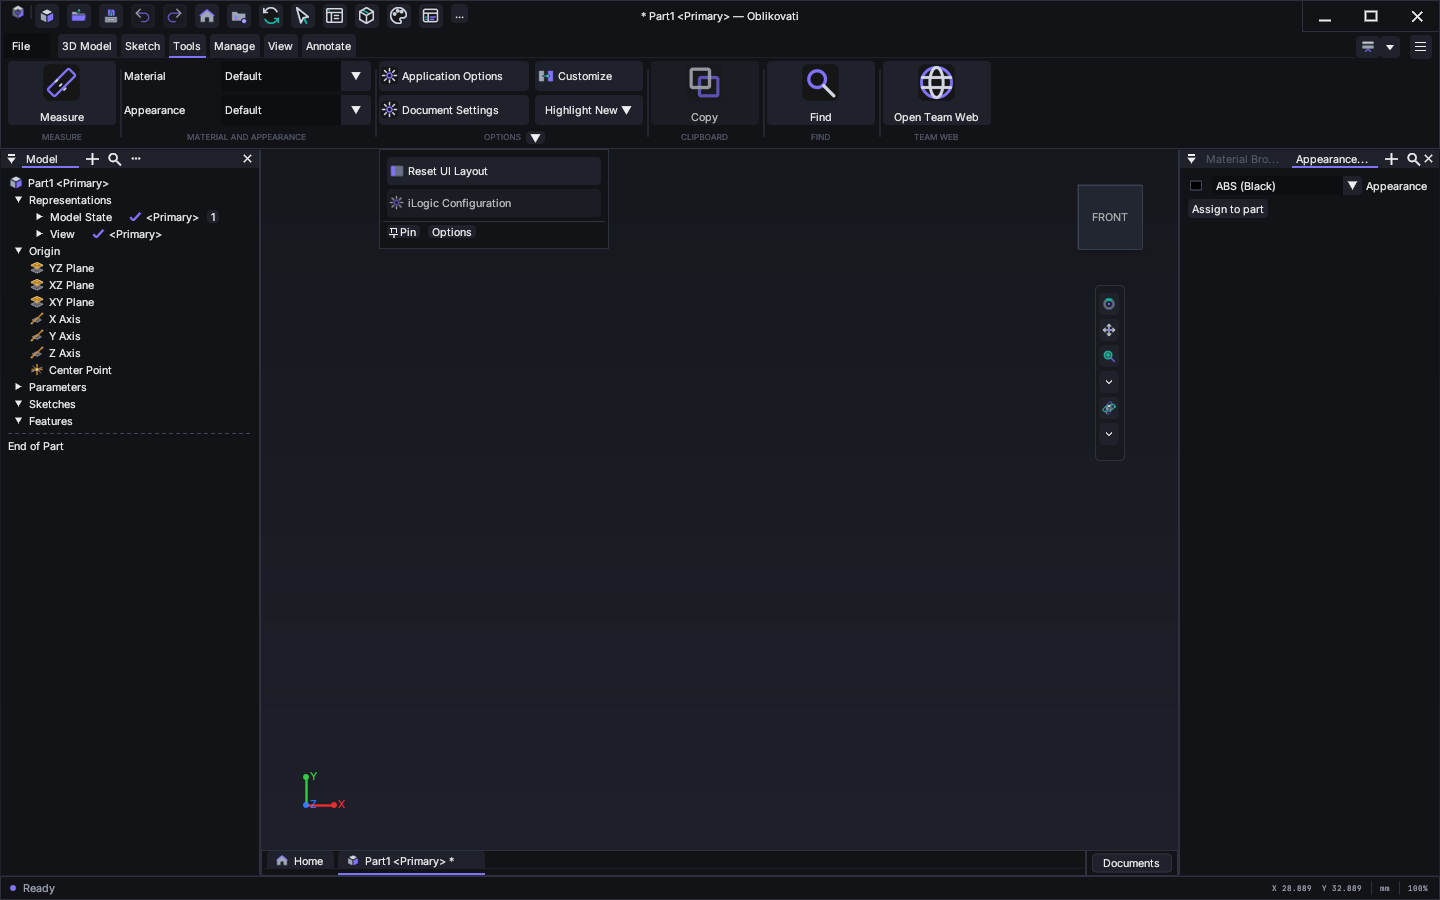 * Part1 <Primary> — Oblikovati
File
3D Model
Sketch
Tools
Manage
View
Annotate
Measure
MEASURE
Material
Default
Appearance
Default
MATERIAL AND APPEARANCE
Application Options
Customize
Document Settings
Highlight New
OPTIONS
Copy
CLIPBOARD
Find
FIND
Open Team Web
TEAM WEB
Reset UI Layout
iLogic Configuration
Pin
Options
Model
Part1 <Primary>
Representations
Model State
<Primary>
1
View
<Primary>
Origin
YZ Plane
XZ Plane
XY Plane
X Axis
Y Axis
Z Axis
Center Point
Parameters
Sketches
Features
End of Part
FRONT
Y
Z
X
Material Bro...
Appearance...
ABS (Black)
Appearance
Assign to part
Home
Part1 <Primary> *
Documents
Ready
X 28.889
Y 32.889
mm
100%